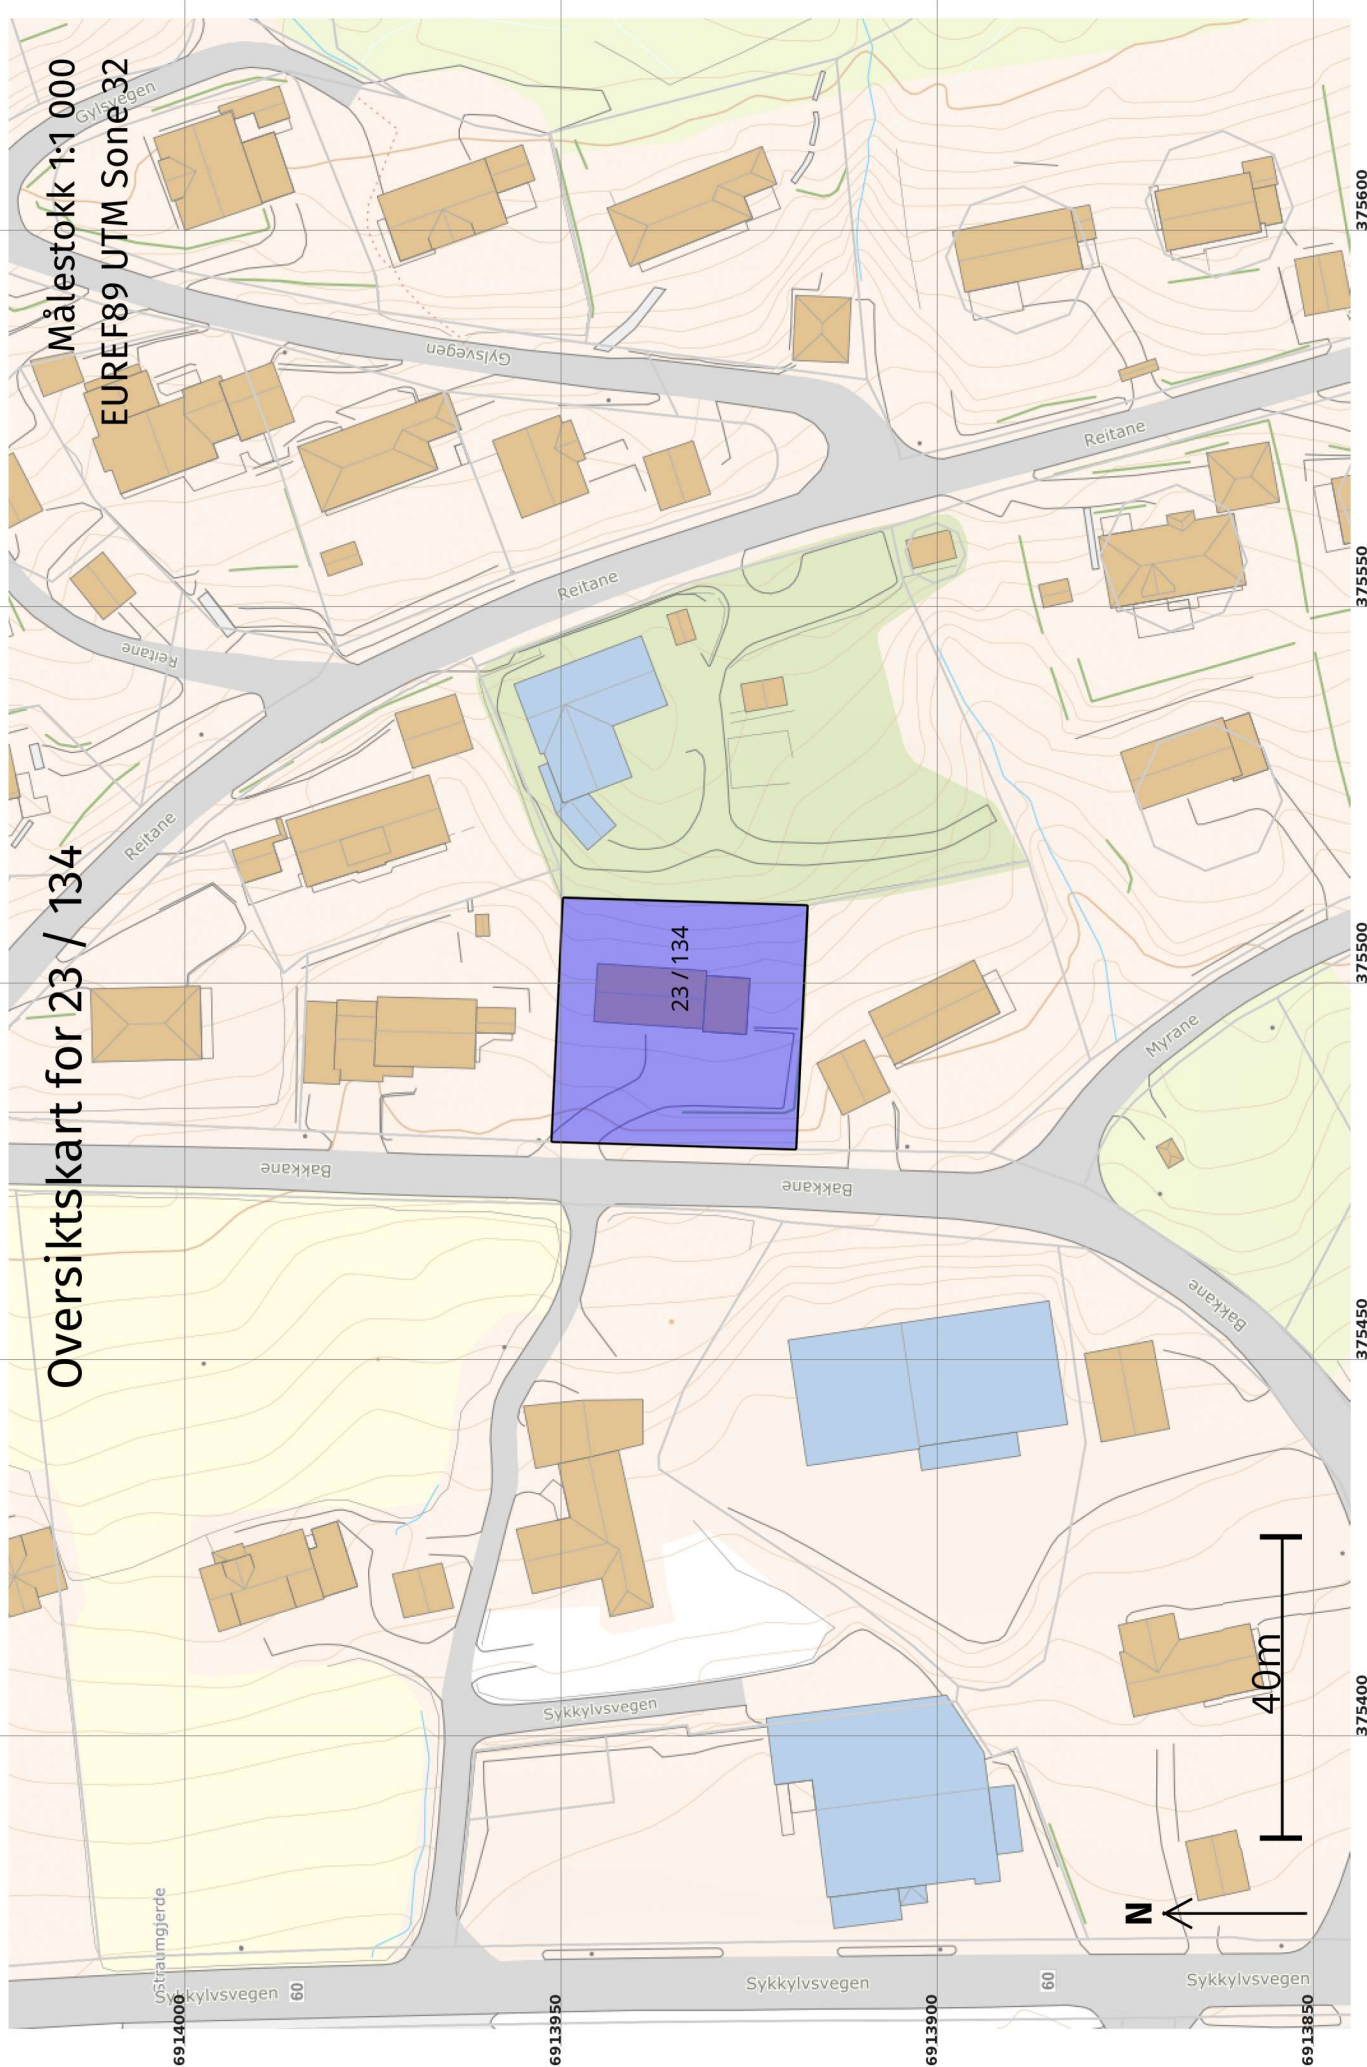 Oversiktskart for 23 / 134
Målestokk 1:1 000
EUREF89 UTM Sone 32
Straumgjerde
Sykkylvsvegen
60
Sykkylvsvegen
60
Sykkylvsvegen
Sykkylvsvegen
Bakkane
Bakkane
Bakkane
Myrane
Reitane
Reitane
Reitane
Reitane
Gylsvegen
Gylsvegen
23 / 134
N
40m
6914000
6913950
6913900
6913850
375400
375450
375500
375550
375600